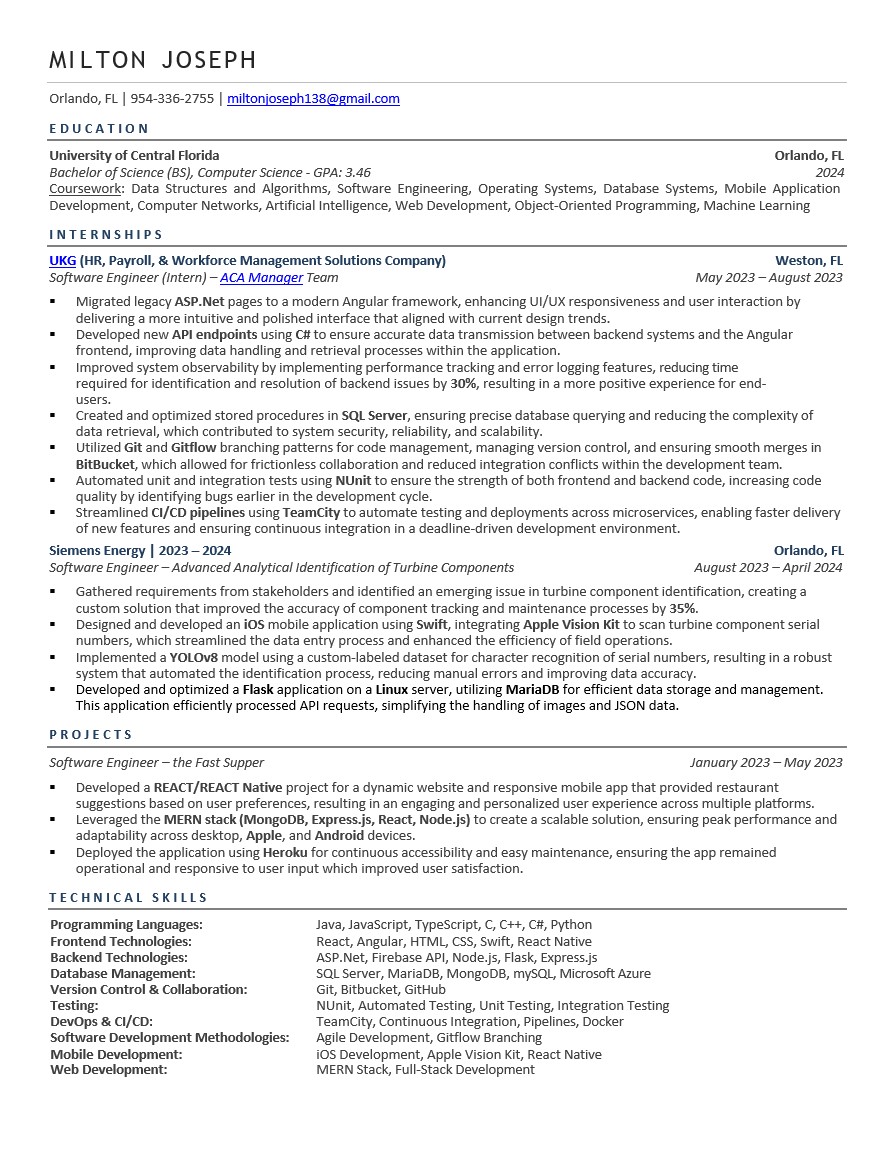 MILTON JOSEPH
Orlando, FL | 954-336-2755 | miltonjoseph138@gmail.com
EDUCATION
University of Central Florida Orlando, FL
Bachelor of Science (BS), Computer Science - GPA: 3.46 2024
Coursework: Data Structures and Algorithms, Software Engineering, Operating Systems, Database Systems, Mobile Application
Development, Computer Networks, Artificial Intelligence, Web Development, Object-Oriented Programming, Machine Learning
INTERNSHIPS
UKG (HR, Payroll, & Workforce Management Solutions Company) Weston, FL
Software Engineer (Intern) – ACA Manager Team May 2023 – August 2023
▪ Migrated legacy ASP.Net pages to a modern Angular framework, enhancing UI/UX responsiveness and user interaction by
delivering a more intuitive and polished interface that aligned with current design trends.
▪ Developed new API endpoints using C# to ensure accurate data transmission between backend systems and the Angular
frontend, improving data handling and retrieval processes within the application.
▪ Improved system observability by implementing performance tracking and error logging features, reducing time
required for identification and resolution of backend issues by 30%, resulting in a more positive experience for end-
users.
▪ Created and optimized stored procedures in SQL Server, ensuring precise database querying and reducing the complexity of
data retrieval, which contributed to system security, reliability, and scalability.
▪ Utilized Git and Gitflow branching patterns for code management, managing version control, and ensuring smooth merges in
BitBucket, which allowed for frictionless collaboration and reduced integration conflicts within the development team.
▪ Automated unit and integration tests using NUnit to ensure the strength of both frontend and backend code, increasing code
quality by identifying bugs earlier in the development cycle.
▪ Streamlined CI/CD pipelines using TeamCity to automate testing and deployments across microservices, enabling faster delivery
of new features and ensuring continuous integration in a deadline-driven development environment.
Siemens Energy | 2023 – 2024 Orlando, FL
Software Engineer – Advanced Analytical Identification of Turbine Components August 2023 – April 2024
▪ Gathered requirements from stakeholders and identified an emerging issue in turbine component identification, creating a
custom solution that improved the accuracy of component tracking and maintenance processes by 35%.
▪ Designed and developed an iOS mobile application using Swift, integrating Apple Vision Kit to scan turbine component serial
numbers, which streamlined the data entry process and enhanced the efficiency of field operations.
▪ Implemented a YOLOv8 model using a custom-labeled dataset for character recognition of serial numbers, resulting in a robust
system that automated the identification process, reducing manual errors and improving data accuracy.
▪ Developed and optimized a Flask application on a Linux server, utilizing MariaDB for efficient data storage and management.
This application efficiently processed API requests, simplifying the handling of images and JSON data.
PROJECTS
Software Engineer – the Fast Supper January 2023 – May 2023
▪ Developed a REACT/REACT Native project for a dynamic website and responsive mobile app that provided restaurant
suggestions based on user preferences, resulting in an engaging and personalized user experience across multiple platforms.
▪ Leveraged the MERN stack (MongoDB, Express.js, React, Node.js) to create a scalable solution, ensuring peak performance and
adaptability across desktop, Apple, and Android devices.
▪ Deployed the application using Heroku for continuous accessibility and easy maintenance, ensuring the app remained
operational and responsive to user input which improved user satisfaction.
TECHNICAL SKILLS
Programming Languages: Java, JavaScript, TypeScript, C, C++, C#, Python
Frontend Technologies: React, Angular, HTML, CSS, Swift, React Native
Backend Technologies: ASP.Net, Firebase API, Node.js, Flask, Express.js
Database Management: SQL Server, MariaDB, MongoDB, mySQL, Microsoft Azure
Version Control & Collaboration: Git, Bitbucket, GitHub
Testing: NUnit, Automated Testing, Unit Testing, Integration Testing
DevOps & CI/CD: TeamCity, Continuous Integration, Pipelines, Docker
Software Development Methodologies: Agile Development, Gitflow Branching
Mobile Development: iOS Development, Apple Vision Kit, React Native
Web Development: MERN Stack, Full-Stack Development